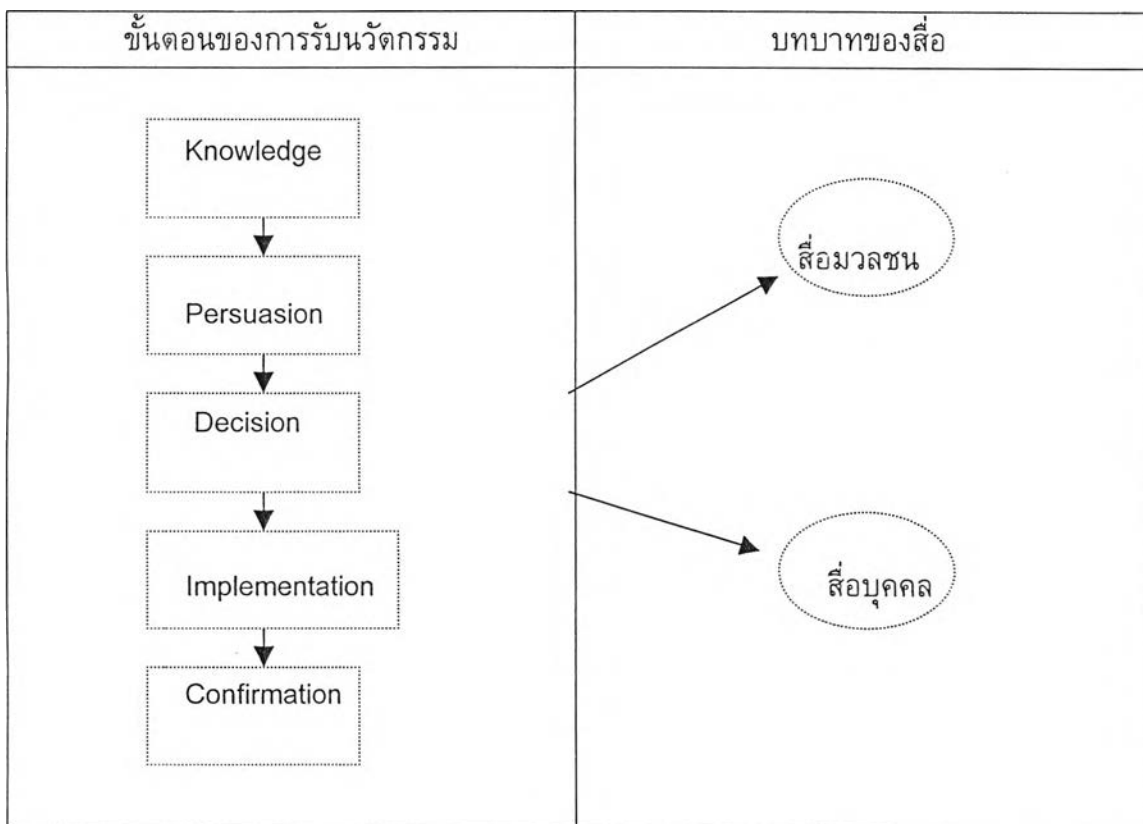 ขั้นตอนของการรับนวัตกรรม
บทบาทของสื่อ
Knowledge
Persuasion
Decision
Implementation
Confirmation
สื่อมวลชน
สื่อบุคคล